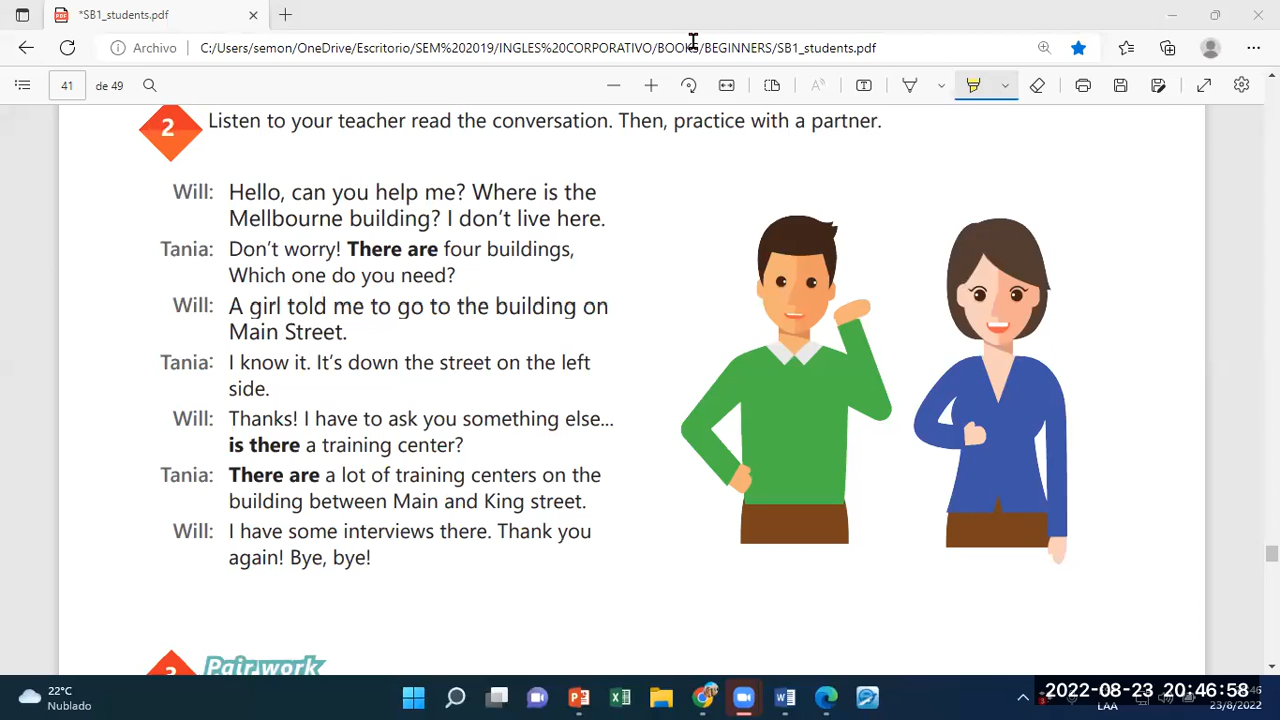 *SB1_students.pdf
Archivo C:/Users/semon/OneDrive/Escritorio/SEM%202019/INGLES%20CORPORATIVO/BOOKS/BEGINNERS/SB1_students.pdf
41 de 49
2 Listen to your teacher read the conversation. Then, practice with a partner.
Will: Hello, can you help me? Where is the
Mellbourne building? I don't live here.
Tania: Don't worry! There are four buildings,
Which one do you need?
Will: A girl told me to go to the building on
Main Street.
Tania: I know it. It's down the street on the left
side.
Will: Thanks! I have to ask you something else...
is there a training center?
Tania: There are a lot of training centers on the
building between Main and King street.
Will: I have some interviews there. Thank you
again! Bye, bye!
3 Pair work
22°C
Nublado
2022-08-23 20:46:58
LAA
23/8/2022